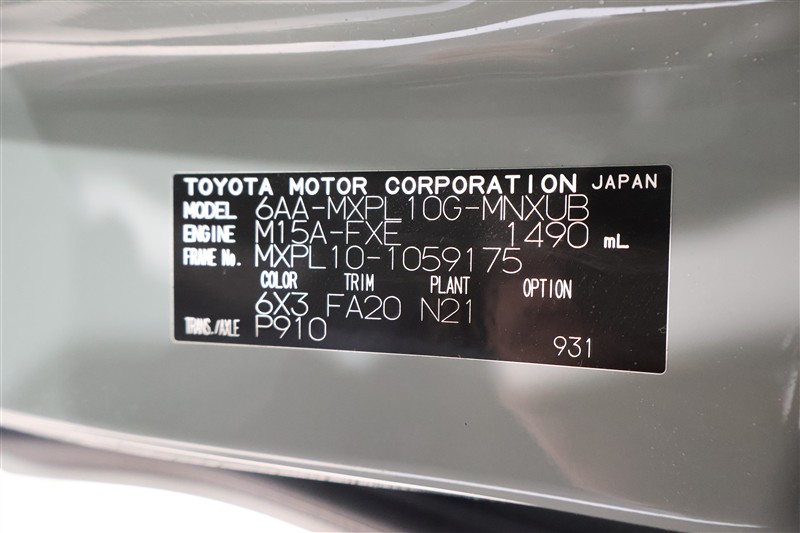 TOYOTA MOTOR CORPORATION JAPAN
MODEL 6AA-MXPL10G-MNXUB
ENGINE M15A-FXE 1490 mL
FRAME No. MXPL10-1059175
COLOR TRIM PLANT OPTION
6X3 FA20 N21
TRANS./AXLE P910
931